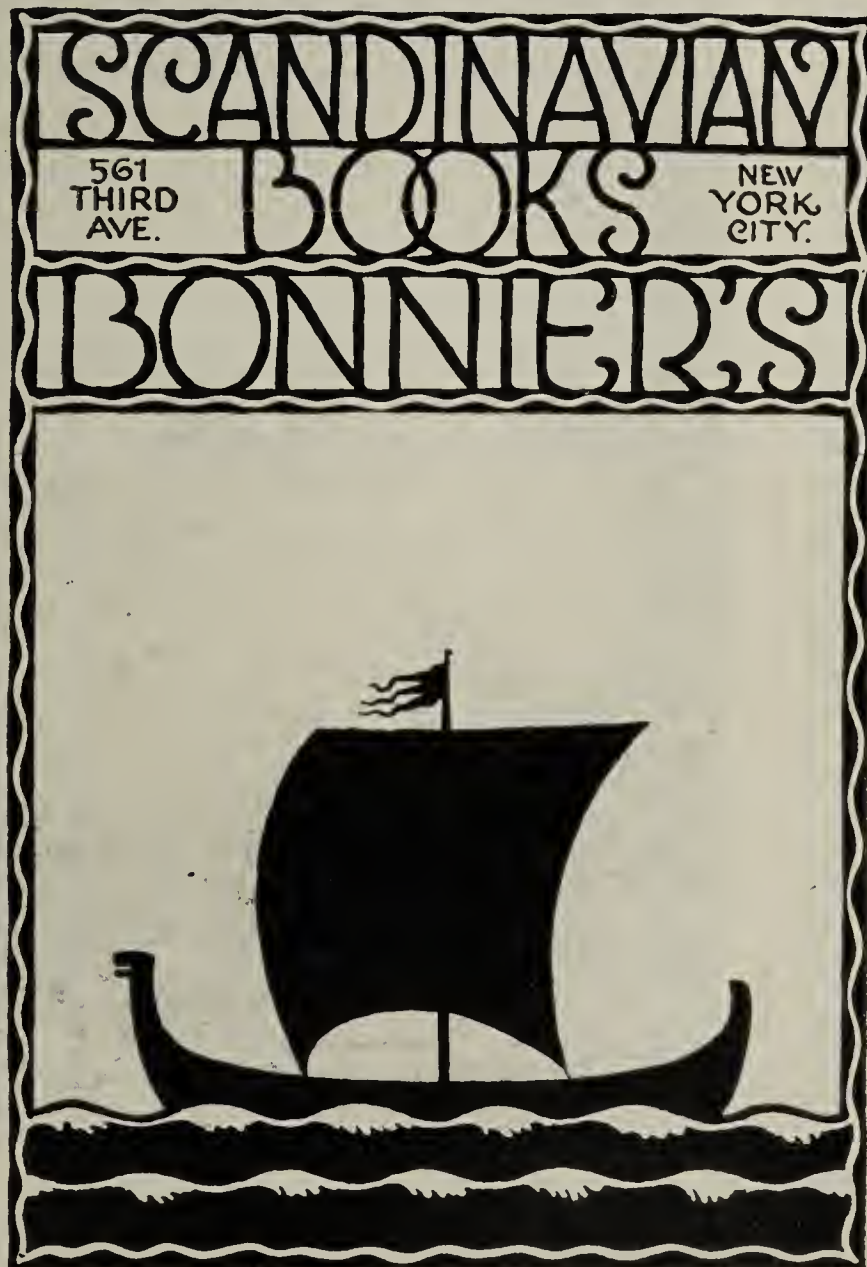 SCANDINAVIAN
561
THIRD
AVE.
BOOKS
NEW
YORK
CITY.
BONNIER'S